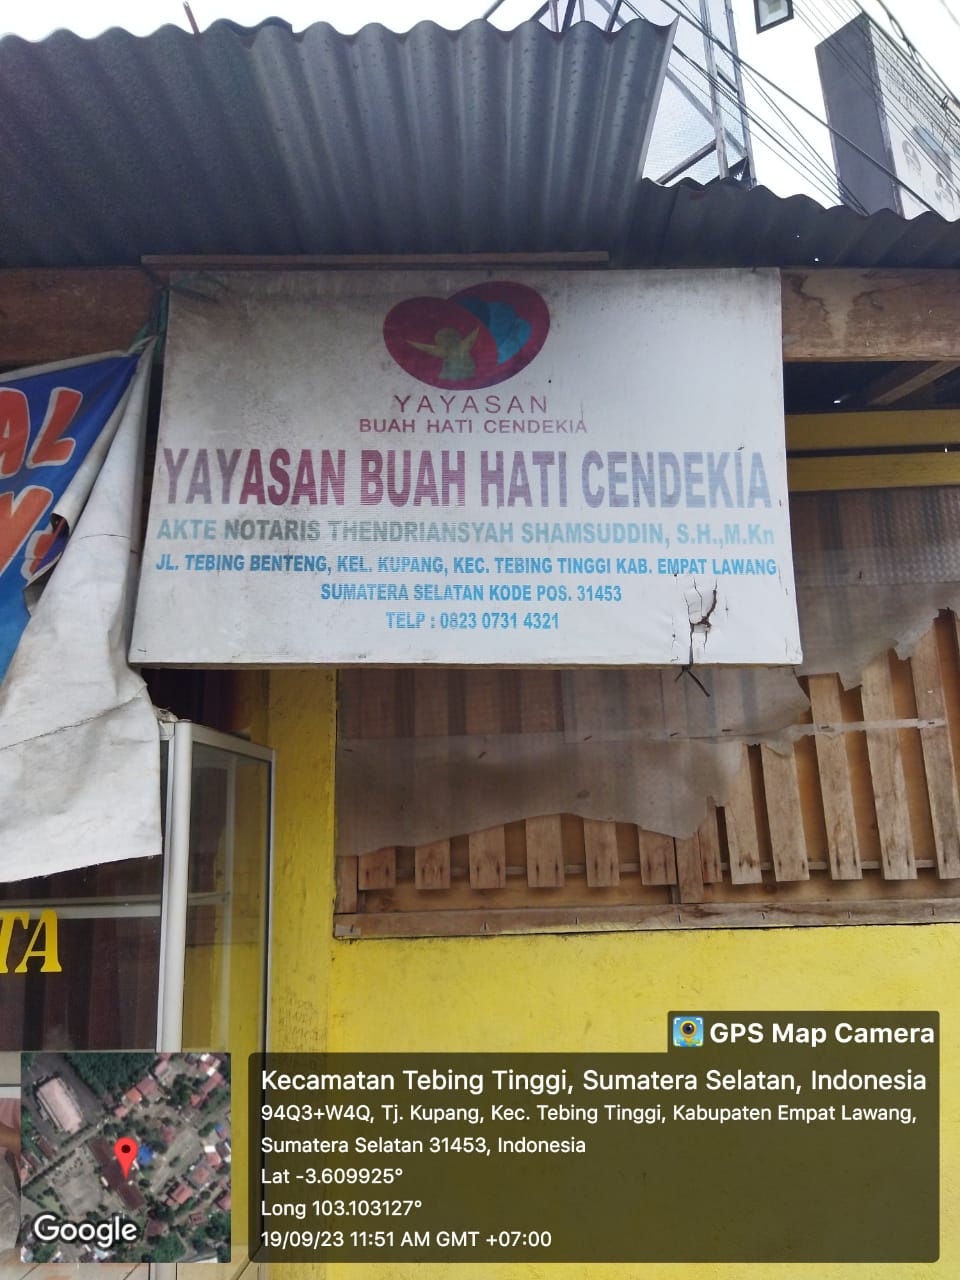 AL
YAYASAN
BUAH HATI CENDEKIA
YAYASAN BUAH HATI CENDEKIA
AKTE NOTARIS THENDRIANSYAH SHAMSUDDIN, S.H.,M.Kn
JL. TEBING BENTENG, KEL. KUPANG, KEC. TEBING TINGGI KAB. EMPAT LAWANG
SUMATERA SELATAN KODE POS. 31453
TELP : 0823 0731 4321
TA
GPS Map Camera
Kecamatan Tebing Tinggi, Sumatera Selatan, Indonesia
94Q3+W4Q, Tj. Kupang, Kec. Tebing Tinggi, Kabupaten Empat Lawang,
Sumatera Selatan 31453, Indonesia
Lat -3.609925°
Long 103.103127°
19/09/23 11:51 AM GMT +07:00
Google